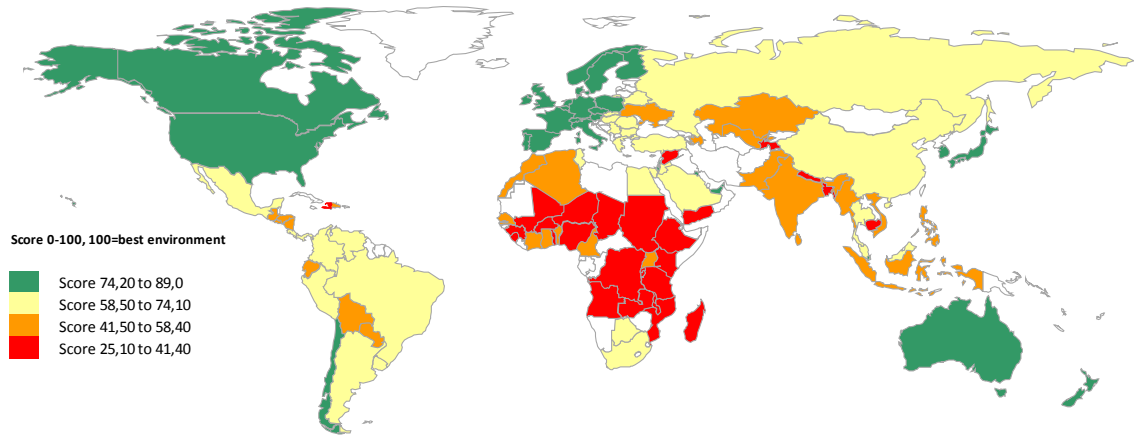 Score 0-100, 100=best environment
Score 74,20 to 89,0
Score 58,50 to 74,10
Score 41,50 to 58,40
Score 25,10 to 41,40